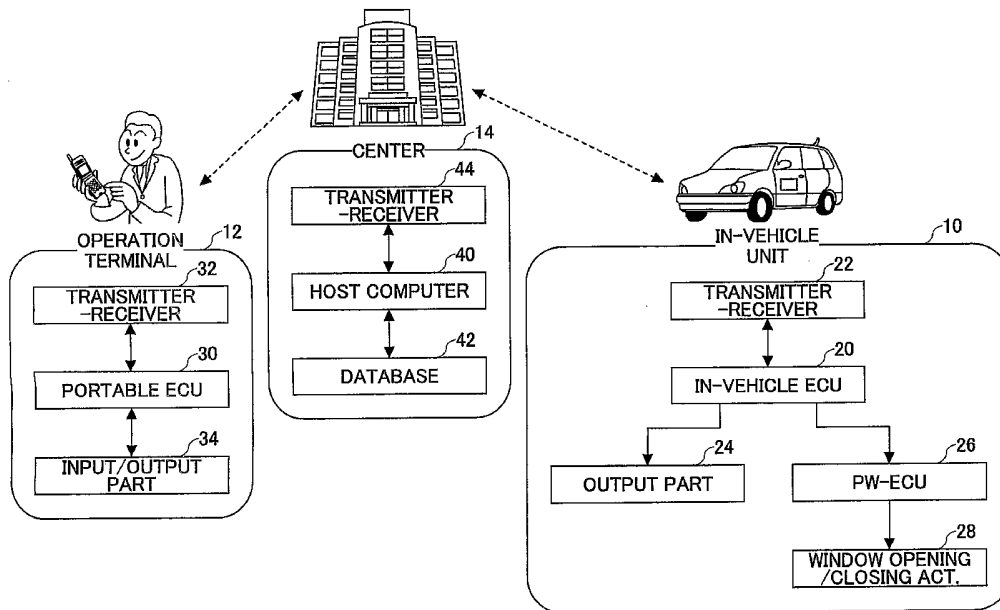 OPERATION
TERMINAL
12
32
TRANSMITTER
-RECEIVER
30
PORTABLE ECU
34
INPUT/OUTPUT
PART
CENTER
14
44
TRANSMITTER
-RECEIVER
40
HOST COMPUTER
42
DATABASE
IN-VEHICLE
UNIT
10
22
TRANSMITTER
-RECEIVER
20
IN-VEHICLE ECU
24
OUTPUT PART
26
PW-ECU
28
WINDOW OPENING
/CLOSING ACT.